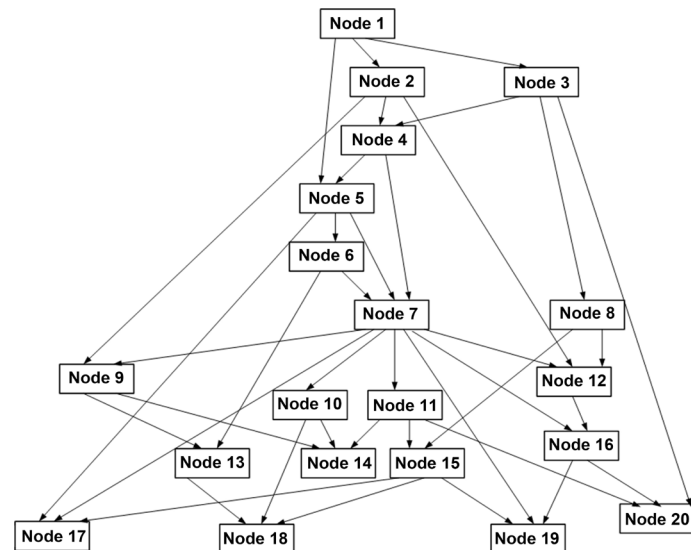 Node 1
Node 2
Node 3
Node 4
Node 5
Node 6
Node 7
Node 8
Node 9
Node 10
Node 11
Node 12
Node 13
Node 14
Node 15
Node 16
Node 17
Node 18
Node 19
Node 20